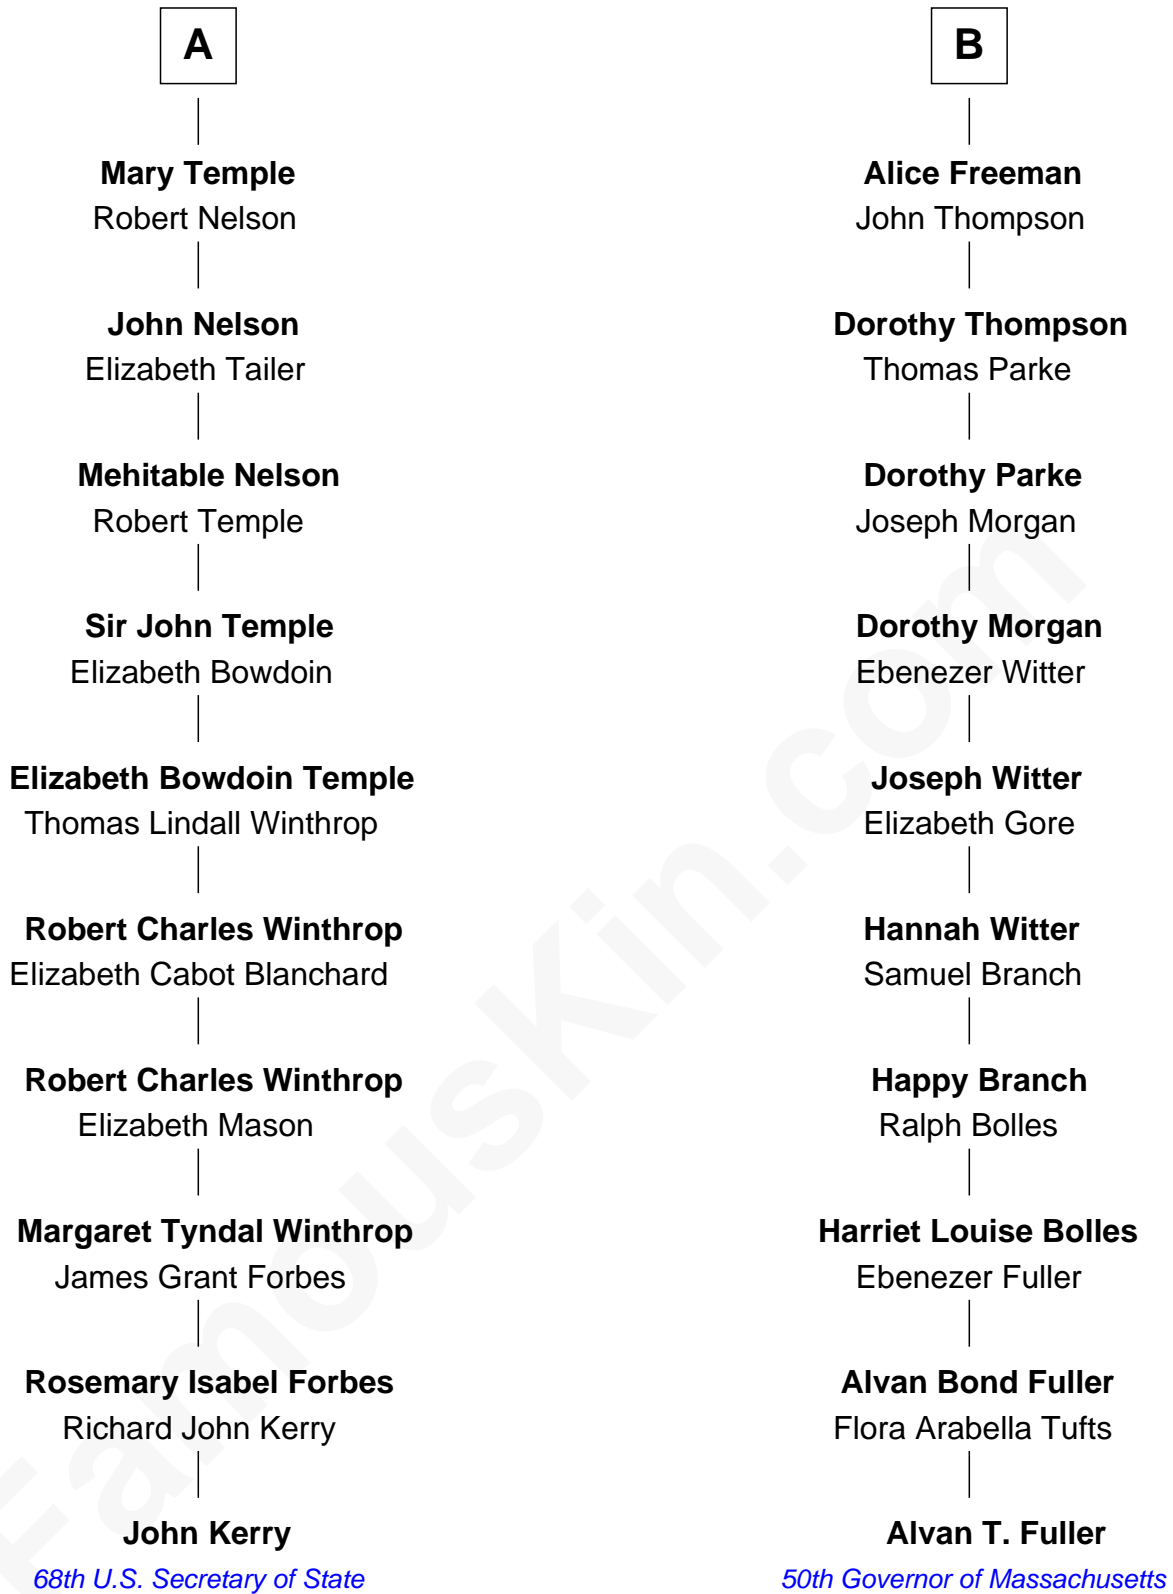 A
Mary Temple
Robert Nelson
John Nelson
Elizabeth Tailer
Mehitable Nelson
Robert Temple
Sir John Temple
Elizabeth Bowdoin
Elizabeth Bowdoin Temple
Thomas Lindall Winthrop
Robert Charles Winthrop
Elizabeth Cabot Blanchard
Robert Charles Winthrop
Elizabeth Mason
Margaret Tyndal Winthrop
James Grant Forbes
Rosemary Isabel Forbes
Richard John Kerry
John Kerry
68th U.S. Secretary of State
B
Alice Freeman
John Thompson
Dorothy Thompson
Thomas Parke
Dorothy Parke
Joseph Morgan
Dorothy Morgan
Ebenezer Witter
Joseph Witter
Elizabeth Gore
Hannah Witter
Samuel Branch
Happy Branch
Ralph Bolles
Harriet Louise Bolles
Ebenezer Fuller
Alvan Bond Fuller
Flora Arabella Tufts
Alvan T. Fuller
50th Governor of Massachusetts
FamousKin.com